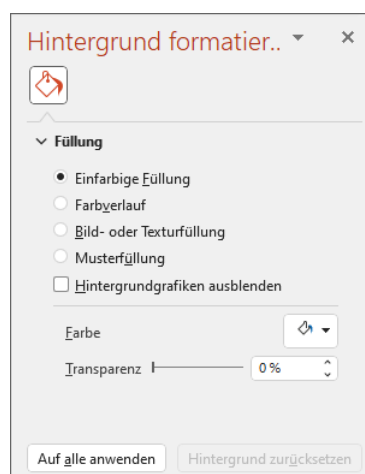 Hintergrund formatier..
Füllung
Einfarbige Füllung
Farbverlauf
Bild- oder Texturfüllung
Musterfüllung
Hintergrundgrafiken ausblenden
Farbe
Transparenz 0 %
Auf alle anwenden Hintergrund zurücksetzen